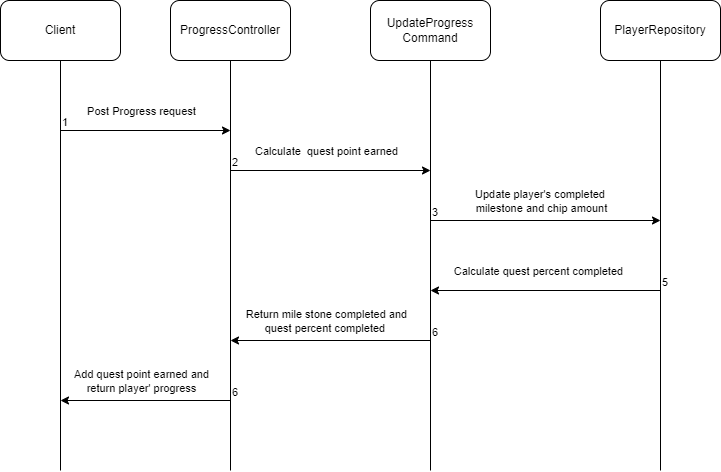 Client
ProgressController
UpdateProgress
Command
PlayerRepository
Post Progress request
1
Calculate  quest point earned
2
Update player's completed
milestone and chip amount
3
Calculate quest percent completed
5
Return mile stone completed and
quest percent completed
6
Add quest point earned and
return player' progress
6